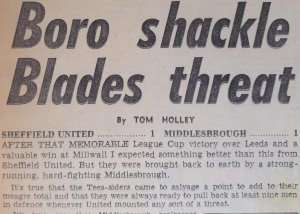 Boro shackle
Blades threat
By TOM HOLLEY
SHEFFIELD UNITED ............ 1 MIDDLESBROUGH ............ 1
AFTER THAT MEMORABLE League Cup victory over Leeds and a
valuable win at Millwall I expected something better than this from
Sheffield United. But they were brought back to earth by a strong-
running, hard-fighting Middlesbrough.
It's true that the Tees-siders came to salvage a point to add to their
meagre total and that they were always ready to pull back at least nine men
in defence whenever United mounted any sort of a threat.